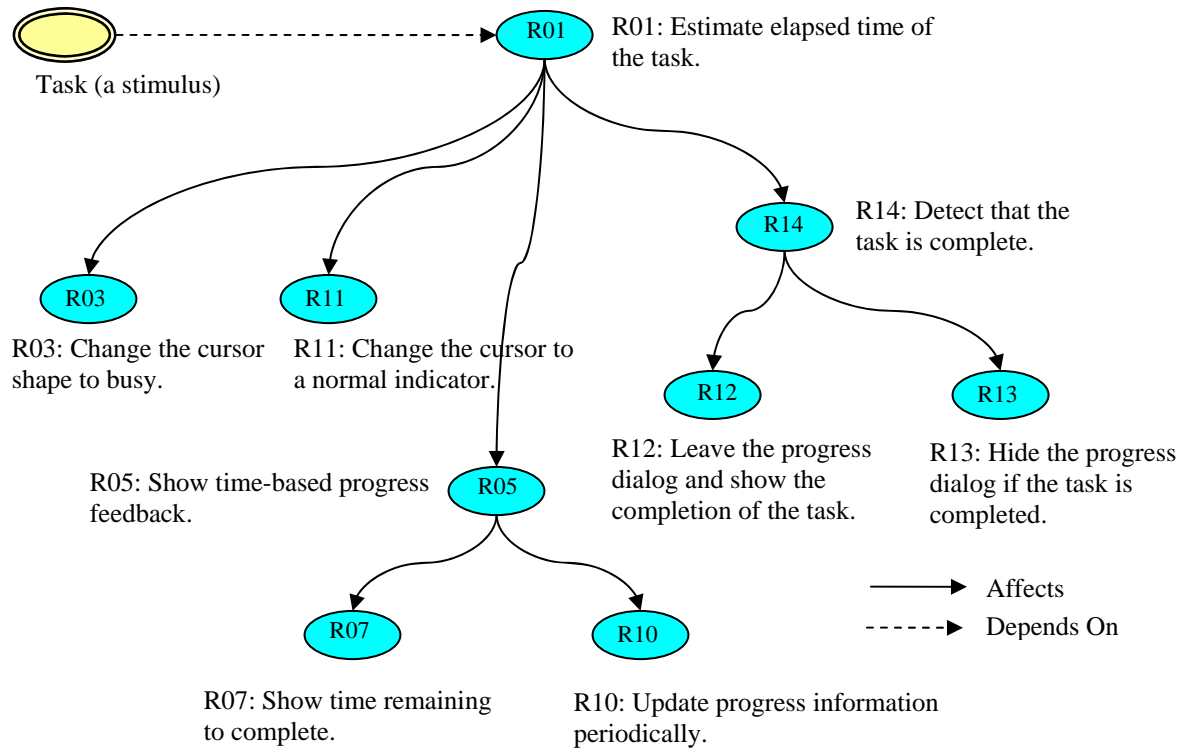 R01
R01: Estimate elapsed time of
the task.
Task (a stimulus)
R14
R14: Detect that the
task is complete.
R03
R11
R03: Change the cursor
shape to busy.
R11: Change the cursor to
a normal indicator.
R12
R13
R12: Leave the progress
dialog and show the
completion of the task.
R13: Hide the progress
dialog if the task is
completed.
R05: Show time-based progress
feedback.
R05
Affects
Depends On
R07
R10
R07: Show time remaining
to complete.
R10: Update progress information
periodically.